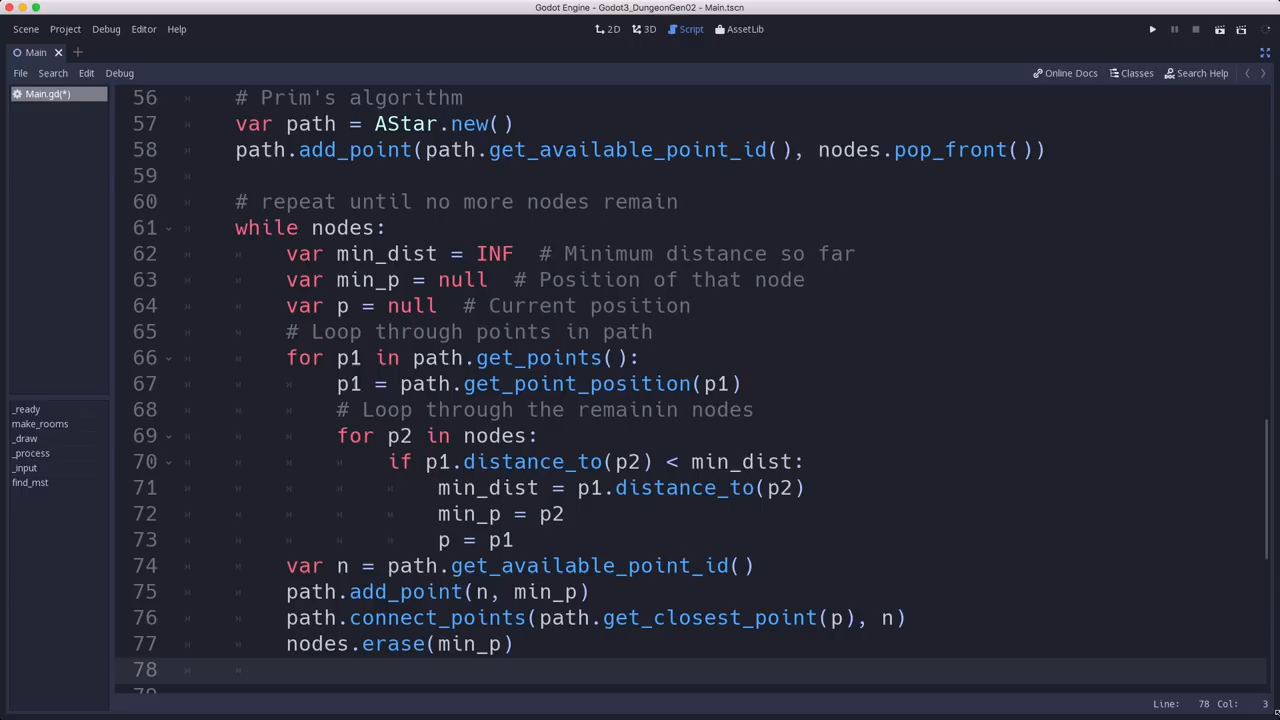 Godot Engine - Godot3_DungeonGen02 - Main.tscn
Scene Project Debug Editor Help 2D 3D Script AssetLib
Main
File Search Edit Debug Online Docs Classes Search Help
Main.gd(*)
_ready
make_rooms
_draw
_process
_input
find_mst
56 # Prim's algorithm
57 var path = AStar.new()
58 path.add_point(path.get_available_point_id(), nodes.pop_front())
59
60 # repeat until no more nodes remain
61 while nodes:
62 var min_dist = INF # Minimum distance so far
63 var min_p = null # Position of that node
64 var p = null # Current position
65 # Loop through points in path
66 for p1 in path.get_points():
67 p1 = path.get_point_position(p1)
68 # Loop through the remainin nodes
69 for p2 in nodes:
70 if p1.distance_to(p2) < min_dist:
71 min_dist = p1.distance_to(p2)
72 min_p = p2
73 p = p1
74 var n = path.get_available_point_id()
75 path.add_point(n, min_p)
76 path.connect_points(path.get_closest_point(p), n)
77 nodes.erase(min_p)
78
79
Line: 78 Col: 3